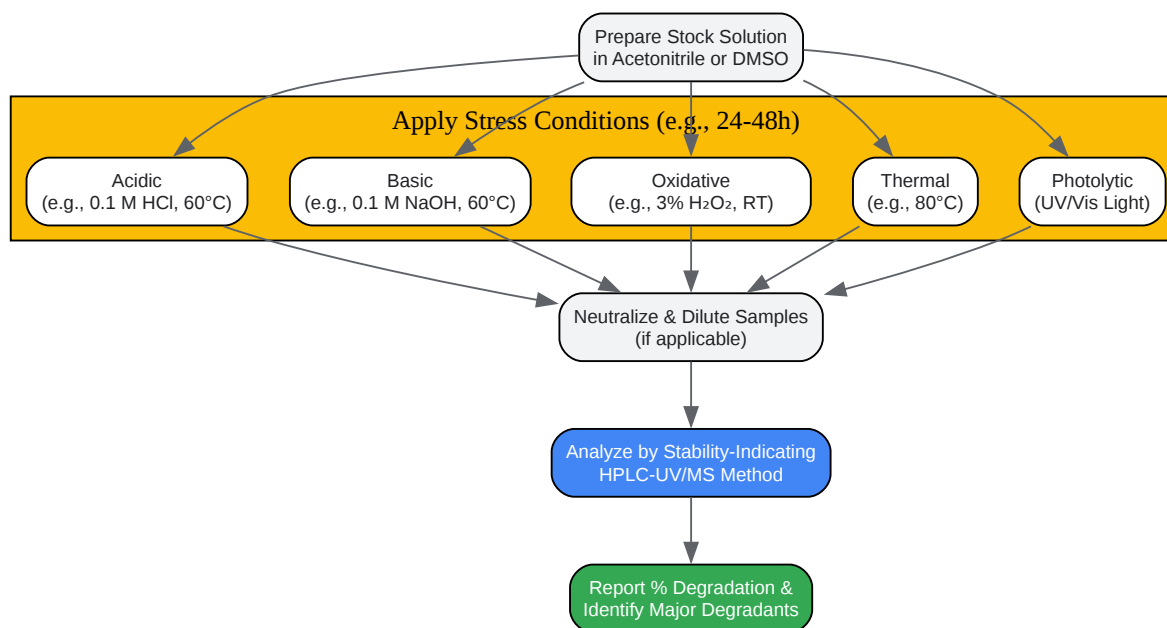 Prepare Stock Solution
in Acetonitrile or DMSO
Apply Stress Conditions (e.g., 24-48h)
Acidic
(e.g., 0.1 M HCl, 60°C)
Basic
(e.g., 0.1 M NaOH, 60°C)
Oxidative
(e.g., 3% H₂O₂, RT)
Thermal
(e.g., 80°C)
Photolytic
(UV/Vis Light)
Neutralize & Dilute Samples
(if applicable)
Analyze by Stability-Indicating
HPLC-UV/MS Method
Report % Degradation &
Identify Major Degradants